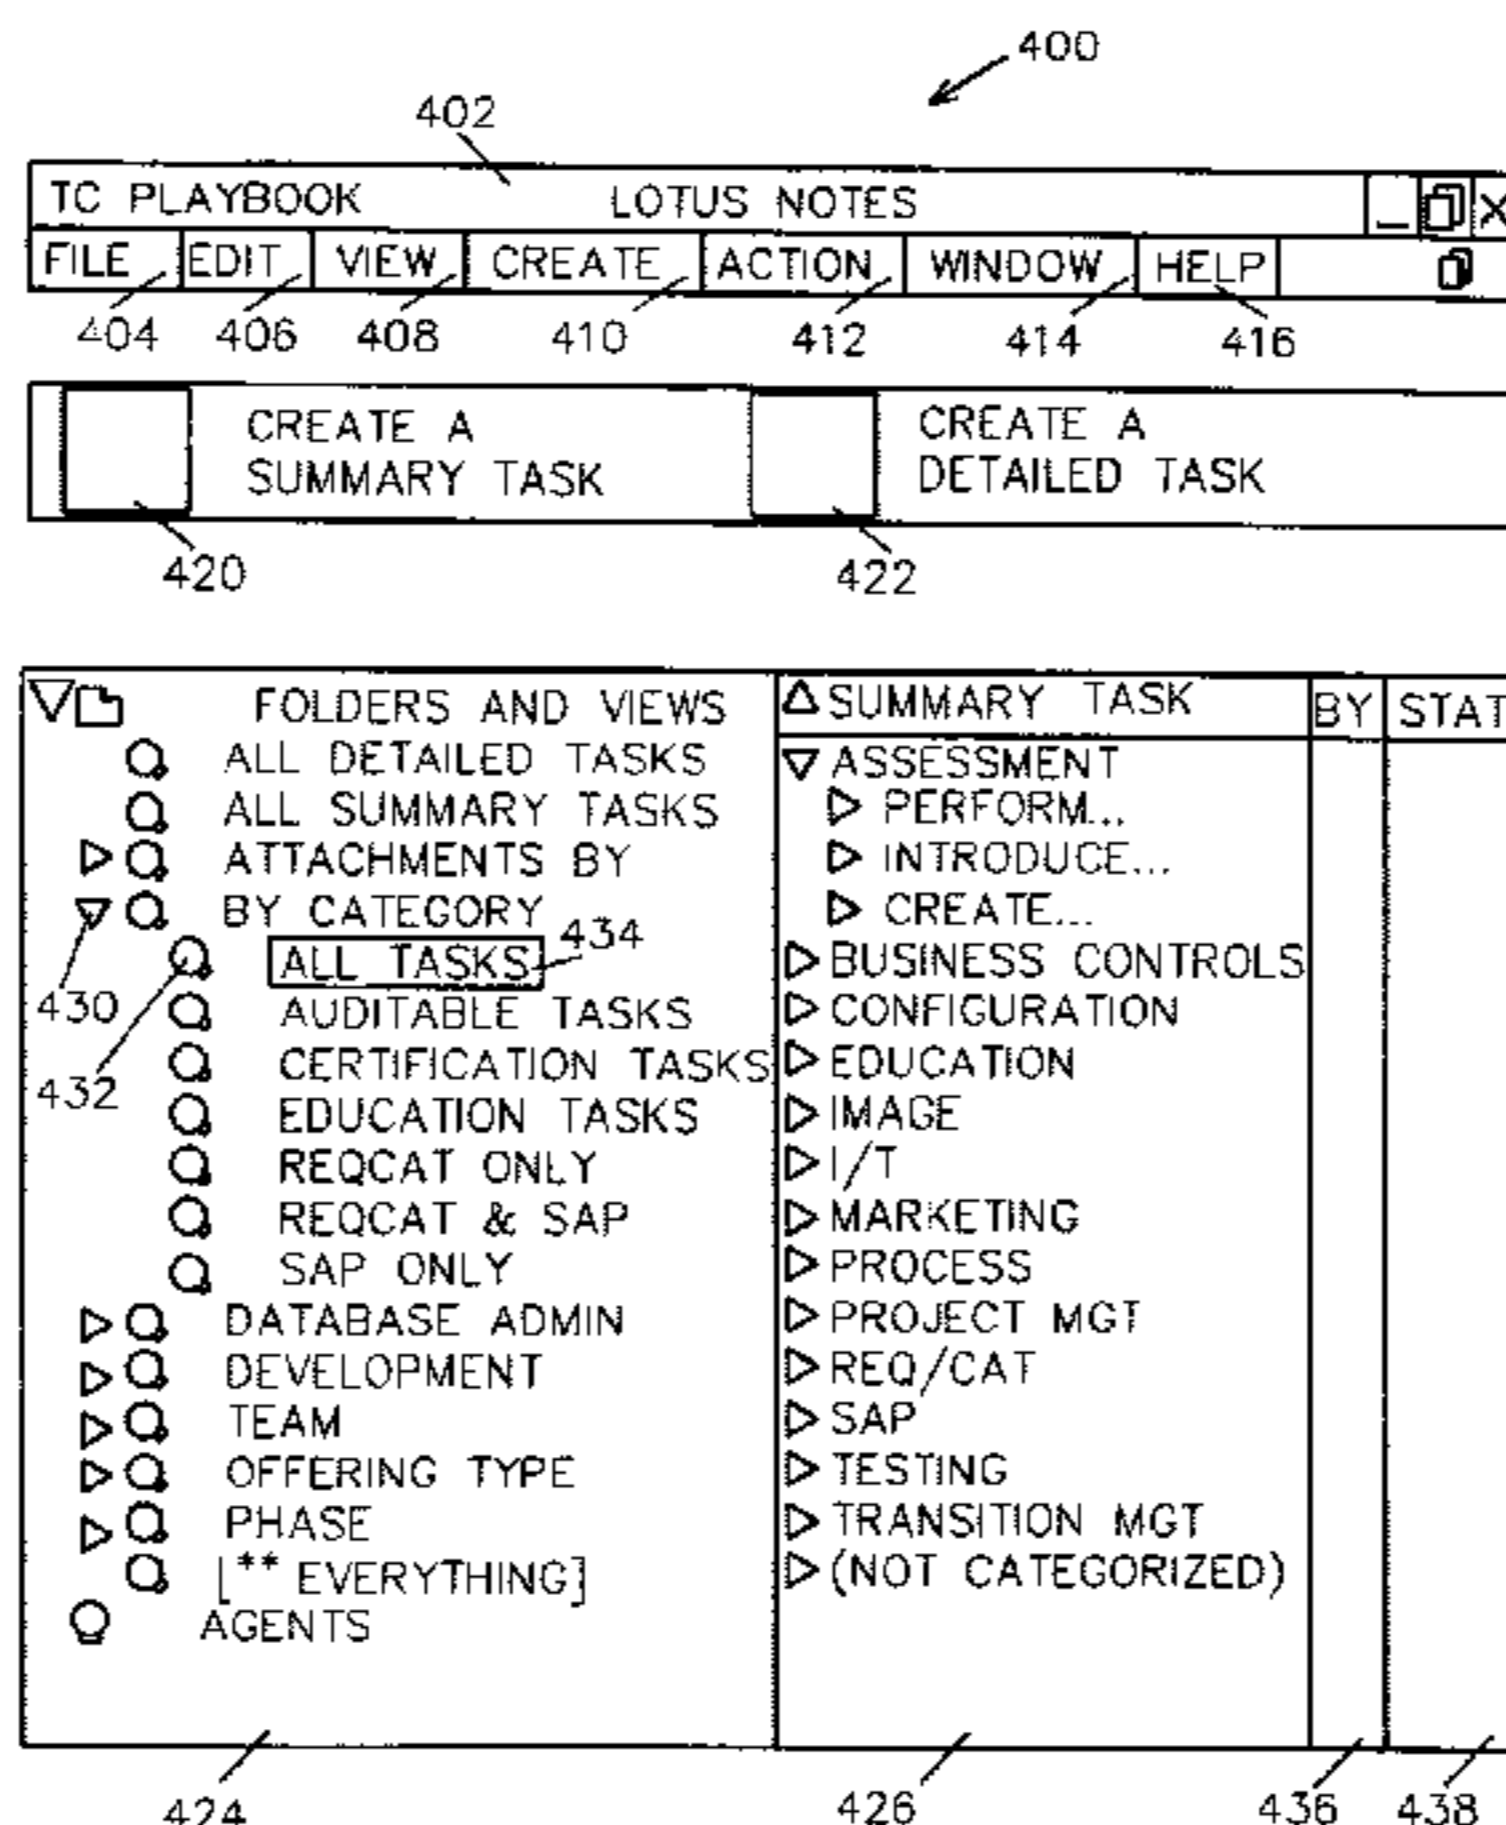 400
402
TC PLAYBOOK LOTUS NOTES
FILE EDIT VIEW CREATE ACTION WINDOW HELP
404 406 408 410 412 414 416
CREATE A
SUMMARY TASK
CREATE A
DETAILED TASK
420 422
FOLDERS AND VIEWS
ALL DETAILED TASKS
ALL SUMMARY TASKS
ATTACHMENTS BY
BY CATEGORY
ALL TASKS
434
430
AUDITABLE TASKS
CERTIFICATION TASKS
432
EDUCATION TASKS
REQCAT ONLY
REQCAT & SAP
SAP ONLY
DATABASE ADMIN
DEVELOPMENT
TEAM
OFFERING TYPE
PHASE
[** EVERYTHING]
AGENTS
SUMMARY TASK BY STAT
ASSESSMENT
PERFORM...
INTRODUCE...
CREATE...
BUSINESS CONTROLS
CONFIGURATION
EDUCATION
IMAGE
I/T
MARKETING
PROCESS
PROJECT MGT
REQ/CAT
SAP
TESTING
TRANSITION MGT
(NOT CATEGORIZED)
424 426 436 438